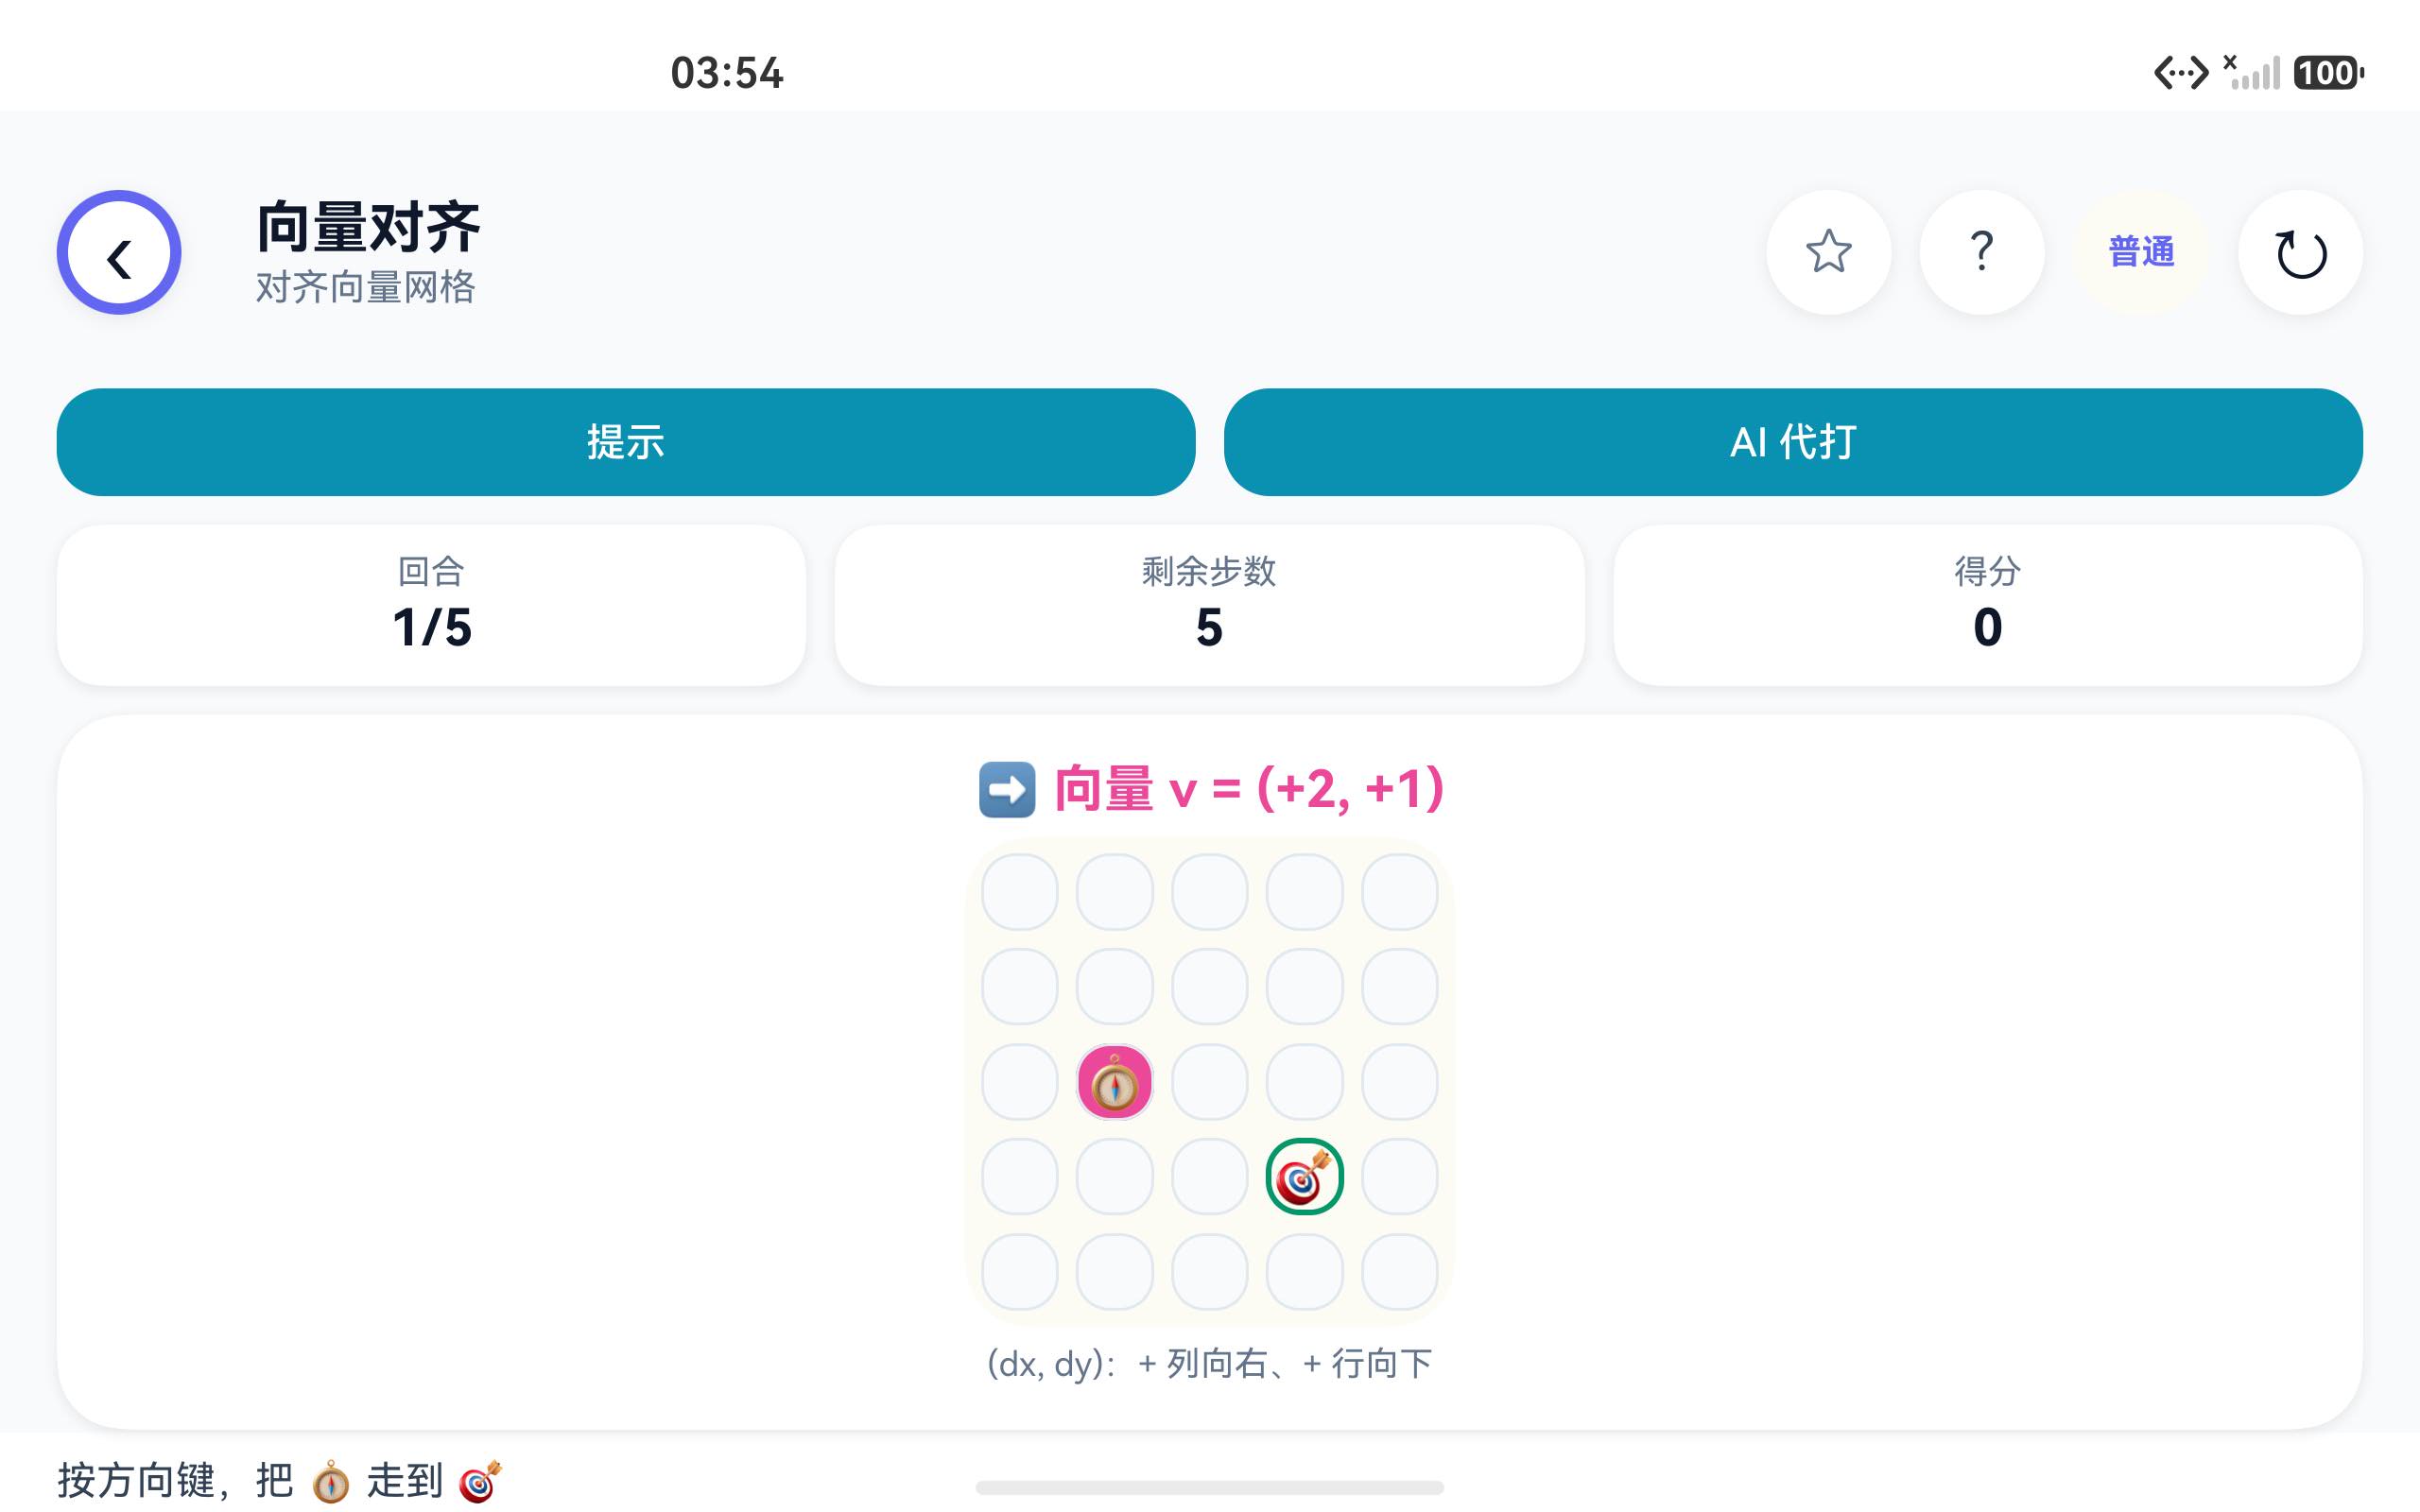 03:54
100
向量对齐
对齐向量网格
?
普通
提示
AI 代打
回合
1/5
剩余步数
5
得分
0
向量 v = (+2, +1)
(dx, dy)： + 列向右、+ 行向下
按方向键，把 🧭 走到 🎯